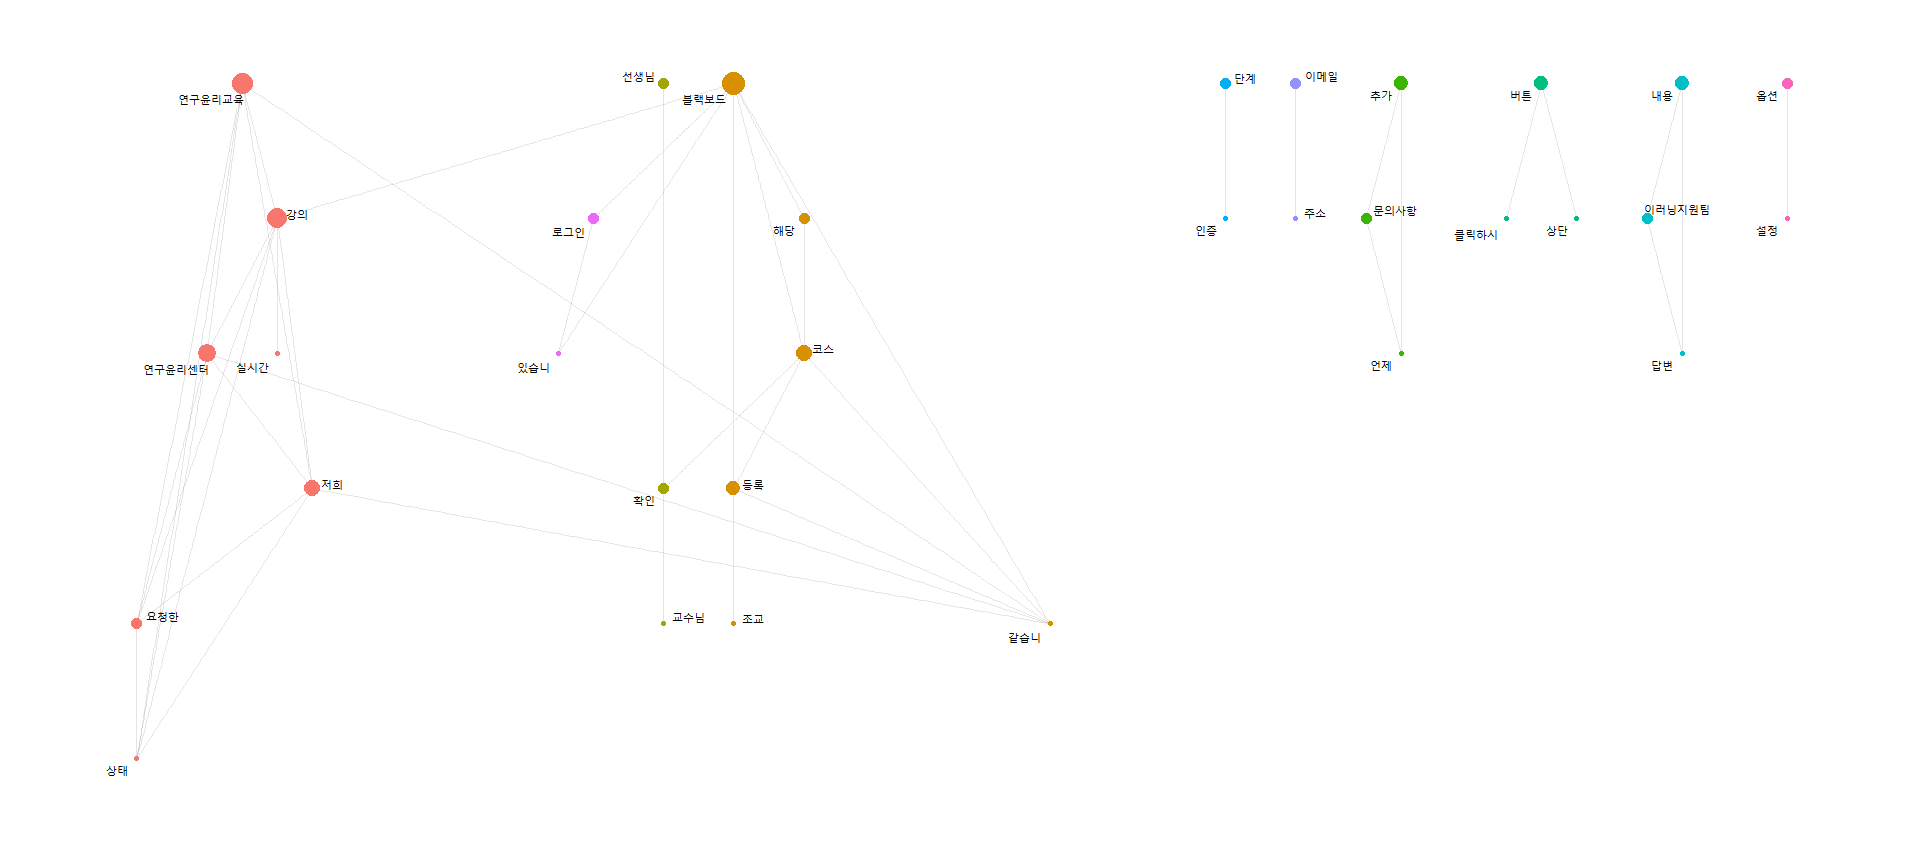 연구윤리교육
선생님
블랙보드
단계
이메일
추가
버튼
내용
옵션
강의
로그인
해당
인증
주소
문의사항
클릭하시
상단
이러닝지원팀
설정
연구윤리센터
실시간
있습니
코스
언제
답변
저희
확인
등록
요청한
교수님
조교
같습니
상태